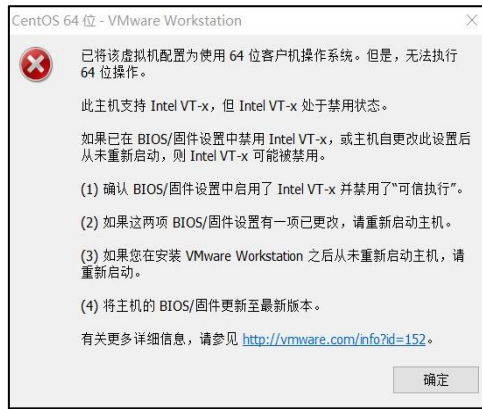 CentOS 64 位 - VMware Workstation
已将该虚拟机配置为使用 64 位客户机操作系统。但是，无法执行
64 位操作。
此主机支持 Intel VT-x，但 Intel VT-x 处于禁用状态。
如果已在 BIOS/固件设置中禁用 Intel VT-x，或主机自更改此设置后
从未重新启动，则 Intel VT-x 可能被禁用。
(1) 确认 BIOS/固件设置中启用了 Intel VT-x 并禁用了“可信执行”。
(2) 如果这两项 BIOS/固件设置有一项已更改，请重新启动主机。
(3) 如果您在安装 VMware Workstation 之后从未重新启动主机，请
重新启动。
(4) 将主机的 BIOS/固件更新至最新版本。
有关更多详细信息，请参见 http://vmware.com/info?id=152。
确定